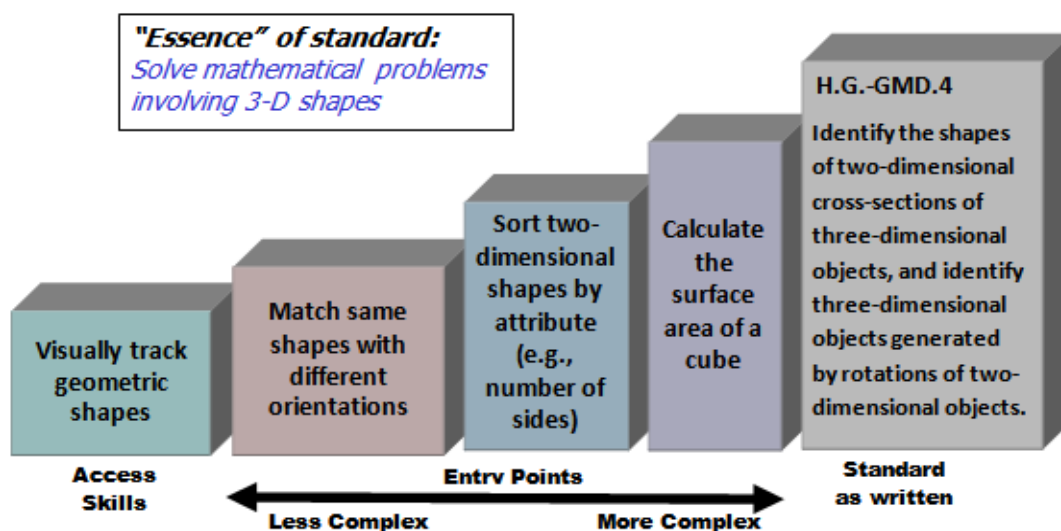 "Essence" of standard:
Solve mathematical problems
involving 3-D shapes
Visually track
geometric
shapes
Match same
shapes with
different
orientations
Sort two-
dimensional
shapes by
attribute
(e.g.,
number of
sides)
Calculate
the
surface
area of a
cube
H.G.-GMD.4
Identify the shapes
of two-dimensional
cross-sections of
three-dimensional
objects, and identify
three-dimensional
objects generated
by rotations of two-
dimensional objects.
Access
Skills
Entry Points
Less Complex
More Complex
Standard
as written